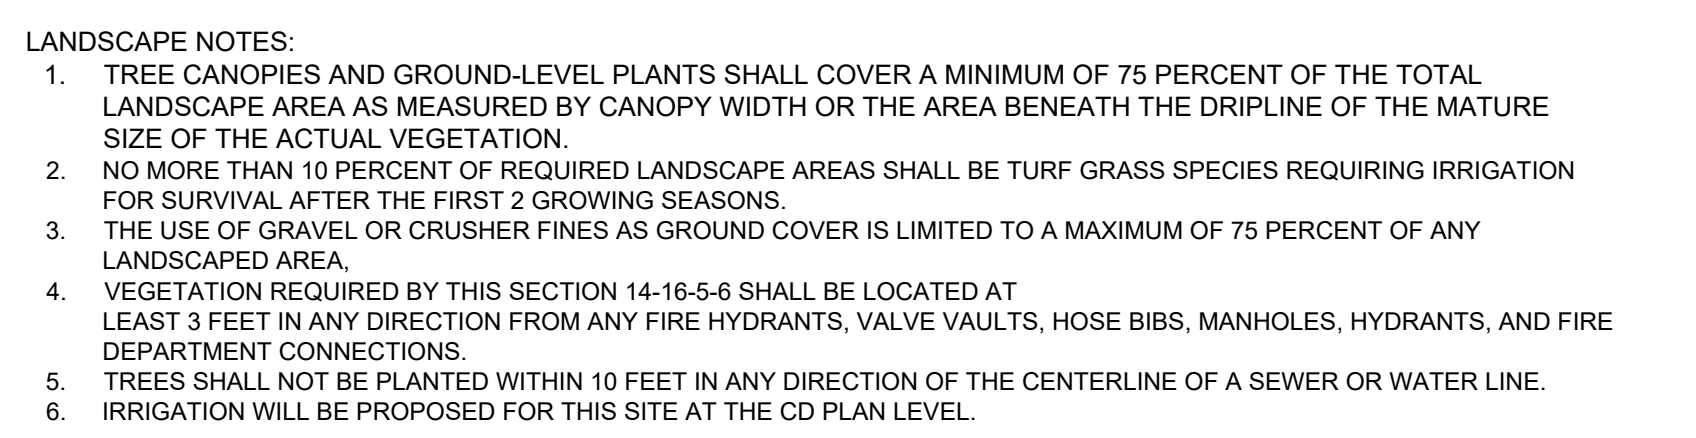 LANDSCAPE NOTES:
1. TREE CANOPIES AND GROUND-LEVEL PLANTS SHALL COVER A MINIMUM OF 75 PERCENT OF THE TOTAL
LANDSCAPE AREA AS MEASURED BY CANOPY WIDTH OR THE AREA BENEATH THE DRIPLINE OF THE MATURE
SIZE OF THE ACTUAL VEGETATION.
2. NO MORE THAN 10 PERCENT OF REQUIRED LANDSCAPE AREAS SHALL BE TURF GRASS SPECIES REQUIRING IRRIGATION
FOR SURVIVAL AFTER THE FIRST 2 GROWING SEASONS.
3. THE USE OF GRAVEL OR CRUSHER FINES AS GROUND COVER IS LIMITED TO A MAXIMUM OF 75 PERCENT OF ANY
LANDSCAPED AREA,
4. VEGETATION REQUIRED BY THIS SECTION 14-16-5-6 SHALL BE LOCATED AT
LEAST 3 FEET IN ANY DIRECTION FROM ANY FIRE HYDRANTS, VALVE VAULTS, HOSE BIBS, MANHOLES, HYDRANTS, AND FIRE
DEPARTMENT CONNECTIONS.
5. TREES SHALL NOT BE PLANTED WITHIN 10 FEET IN ANY DIRECTION OF THE CENTERLINE OF A SEWER OR WATER LINE.
6. IRRIGATION WILL BE PROPOSED FOR THIS SITE AT THE CD PLAN LEVEL.